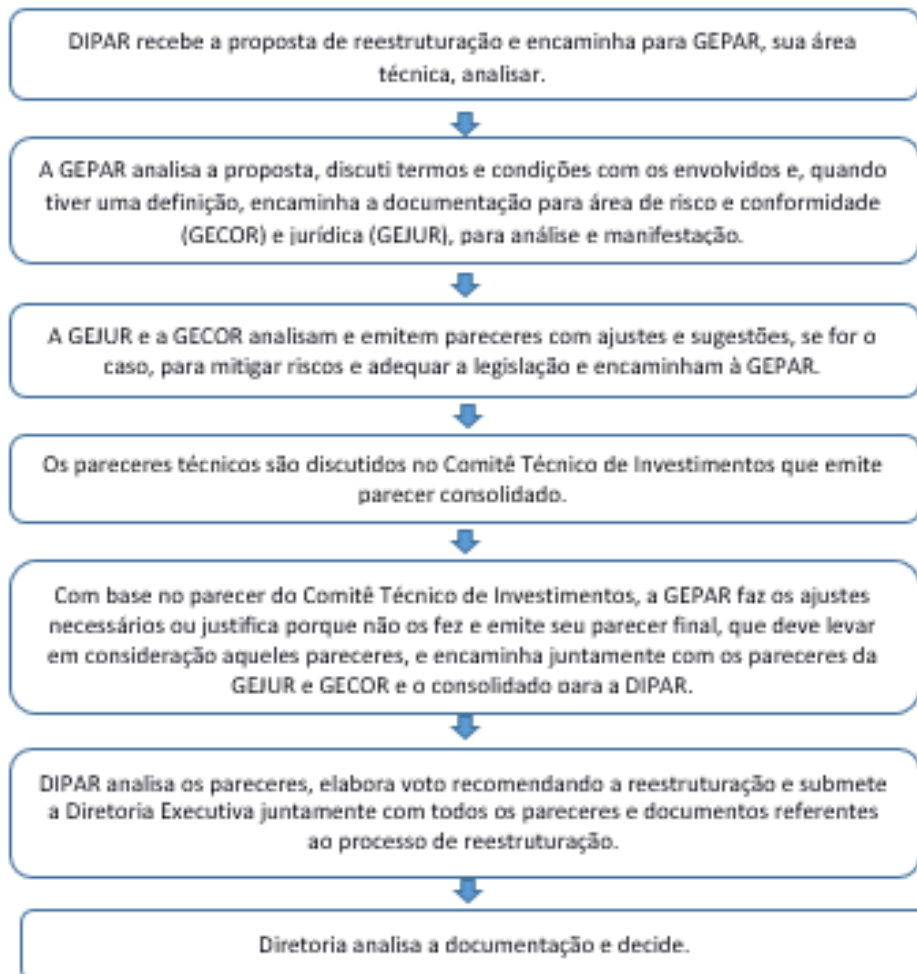 DIPAR recebe a proposta de reestruturação e encaminha para GEPAR, sua área
técnica, analisar.
A GEPAR analisa a proposta, discuti termos e condições com os envolvidos e, quando
tiver uma definição, encaminha a documentação para área de risco e conformidade
(GECOR) e jurídica (GEJUR), para análise e manifestação.
A GEJUR e a GECOR analisam e emitem pareceres com ajustes e sugestões, se for o
caso, para mitigar riscos e adequar a legislação e encaminham à GEPAR.
Os pareceres técnicos são discutidos no Comitê Técnico de Investimentos que emite
parecer consolidado.
Com base no parecer do Comitê Técnico de Investimentos, a GEPAR faz os ajustes
necessários ou justifica porque não os fez e emite seu parecer final, que deve levar
em consideração aqueles pareceres, e encaminha juntamente com os pareceres da
GEJUR e GECOR e o consolidado para a DIPAR.
DIPAR analisa os pareceres, elabora voto recomendando a reestruturação e submete
a Diretoria Executiva juntamente com todos os pareceres e documentos referentes
ao processo de reestruturação.
Diretoria analisa a documentação e decide.